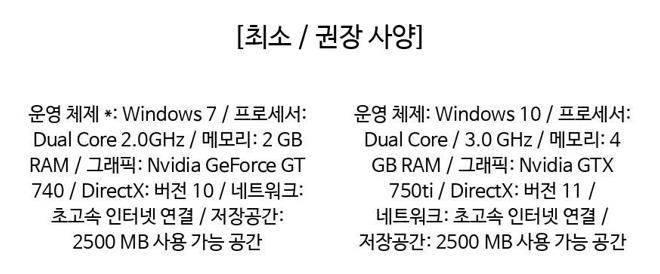 [최소 / 권장 사양]
운영 체제 *: Windows 7 / 프로세서:
Dual Core 2.0GHz / 메모리: 2 GB
RAM / 그래픽: Nvidia GeForce GT
740 / DirectX: 버전 10 / 네트워크:
초고속 인터넷 연결 / 저장공간:
2500 MB 사용 가능 공간
운영 체제: Windows 10 / 프로세서:
Dual Core / 3.0 GHz / 메모리: 4
GB RAM / 그래픽: Nvidia GTX
750ti / DirectX: 버전 11 /
네트워크: 초고속 인터넷 연결 /
저장공간: 2500 MB 사용 가능 공간